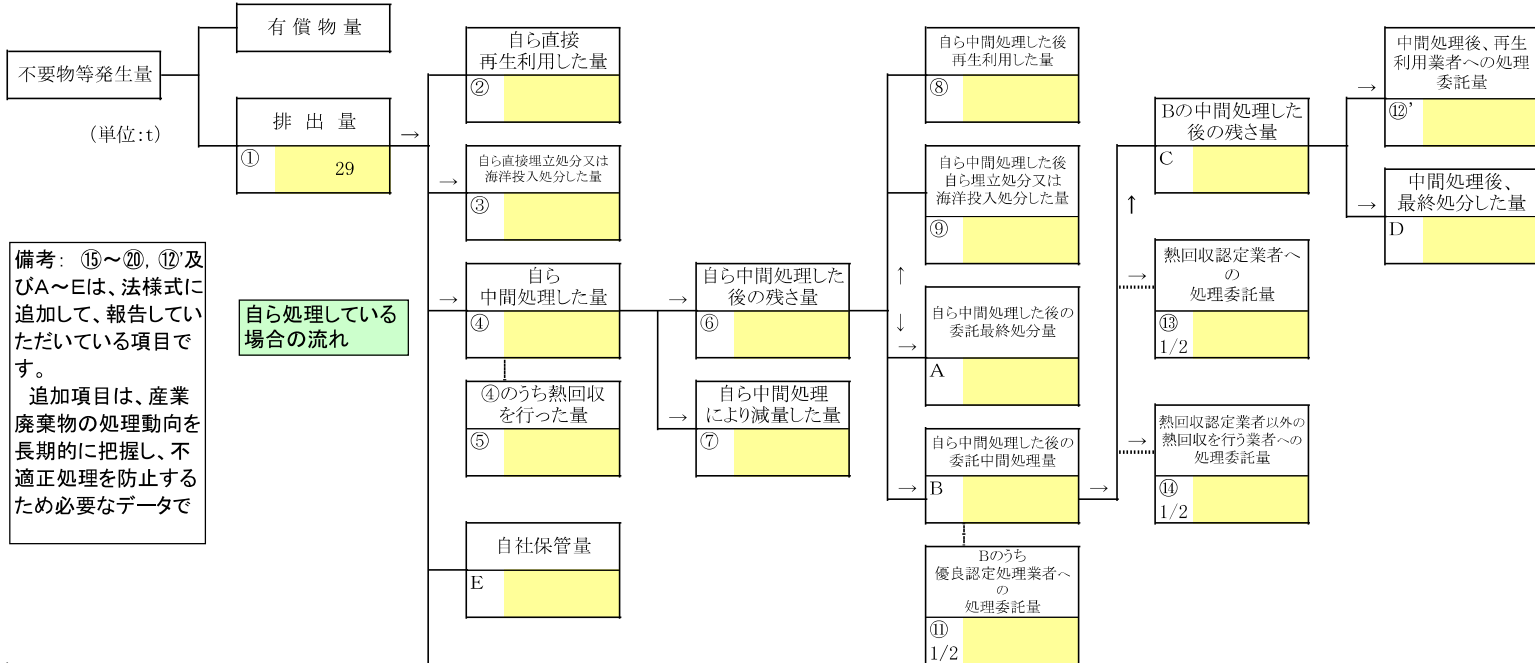 有 償 物 量
不要物等発生量
(単位:t)
排 出 量
①
29
→
備考: ⑮～⑳, ⑫'及
びA～Eは、法様式に
追加して、報告してい
ただいている項目で
す。
追加項目は、産業
廃棄物の処理動向を
長期的に把握し、不
適正処理を防止する
ため必要なデータで
自ら処理している
場合の流れ
自ら直接
再生利用した量
②
→
自ら直接埋立処分又は
海洋投入処分した量
③
→
自ら
中間処理した量
④
④のうち熱回収
を行った量
⑤
自社保管量
E
→
自ら中間処理した
後の残さ量
⑥
→
自ら中間処理
により減量した量
⑦
自ら中間処理した後
再生利用した量
⑧
自ら中間処理した後
自ら埋立処分又は
海洋投入処分した量
⑨
↑
↓
→
自ら中間処理した後の
委託最終処分量
A
→
自ら中間処理した後の
委託中間処理量
B
→
Bのうち
優良認定処理業者へ
の
処理委託量
⑪
1/2
Bの中間処理した
後の残さ量
C
↑
→
熱回収認定業者へ
の
処理委託量
⑬
1/2
→
熱回収認定業者以外の
熱回収を行う業者への
処理委託量
⑭
1/2
→
中間処理後、再生
利用業者への処理
委託量
⑫'
→
中間処理後、
最終処分した量
D